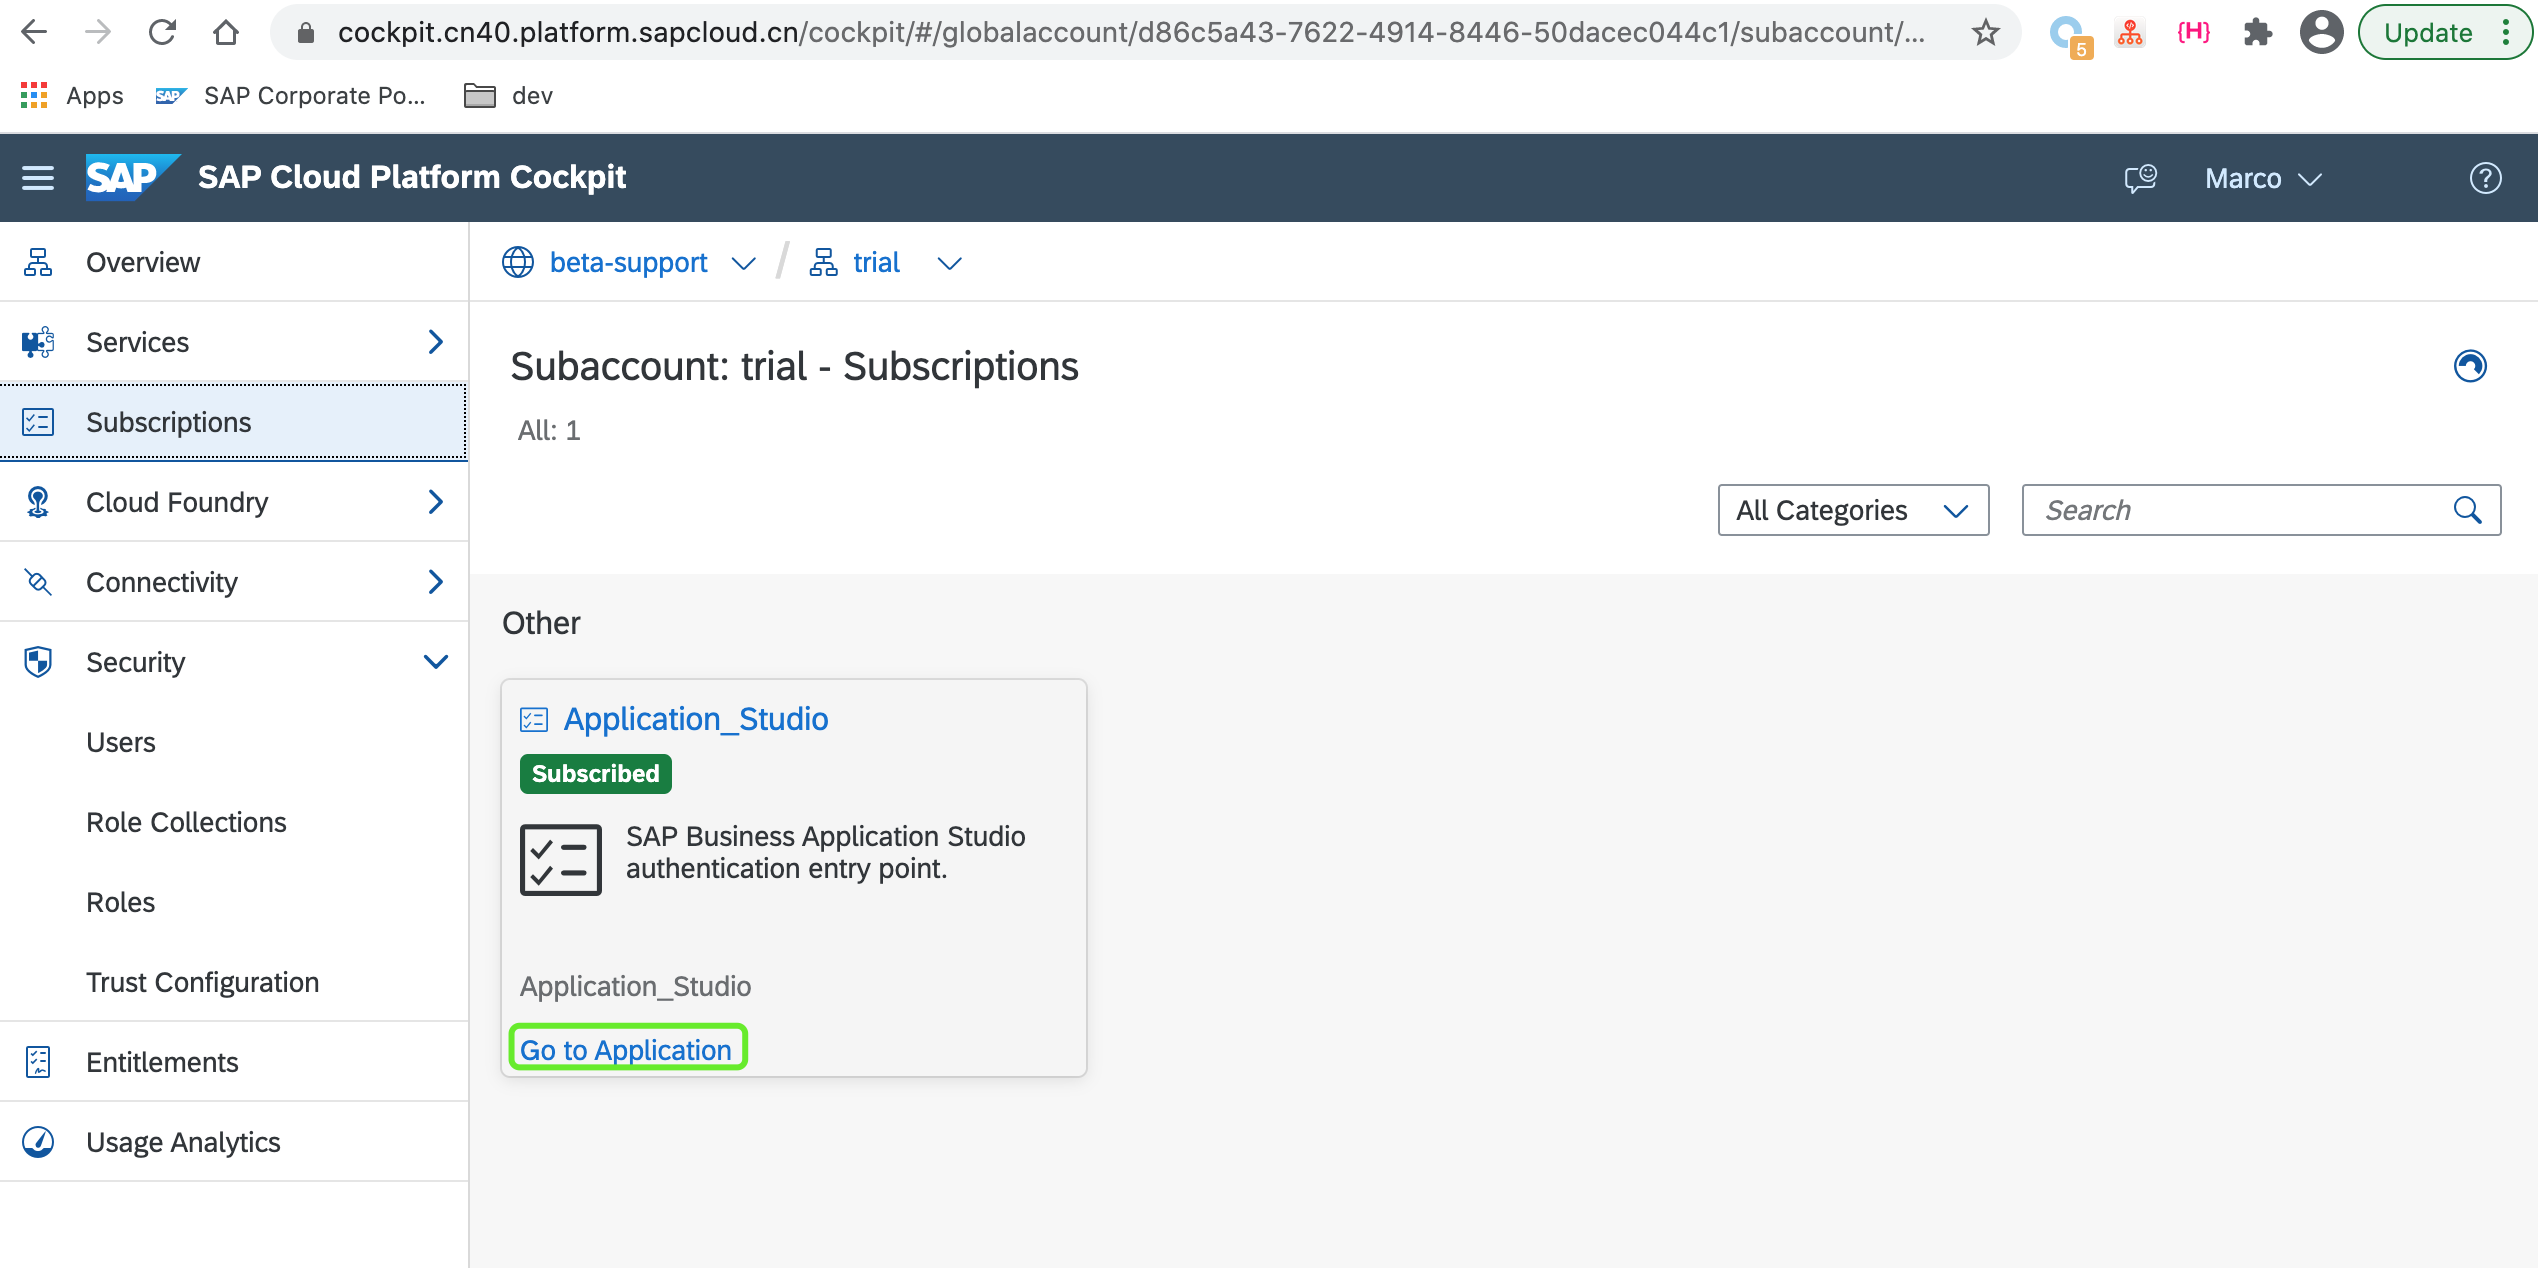 cockpit.cn40.platform.sapcloud.cn/cockpit/#/globalaccount/d86c5a43-7622-4914-8446-50dacec044c1/subaccount/...
5
{H}
Update
Apps
SAP
SAP Corporate Po...
dev
SAP
SAP Cloud Platform Cockpit
Marco
?
Overview
Services
Subscriptions
Cloud Foundry
Connectivity
Security
Users
Role Collections
Roles
Trust Configuration
Entitlements
Usage Analytics
beta-support
/
trial
Subaccount: trial - Subscriptions
All: 1
All Categories
Search
Other
Application_Studio
Subscribed
SAP Business Application Studio
authentication entry point.
Application_Studio
Go to Application